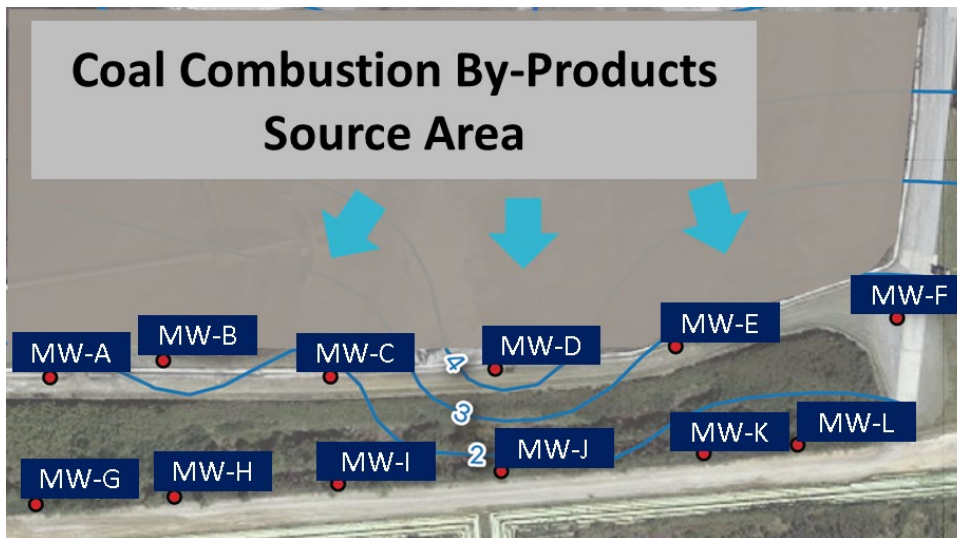 Coal Combustion By-Products
Source Area
MW-F
MW-B
MW-E
MW-A
MW-C
4
MW-D
3
MW-L
MW-K
2
MW-J
MW-I
MW-H
MW-G